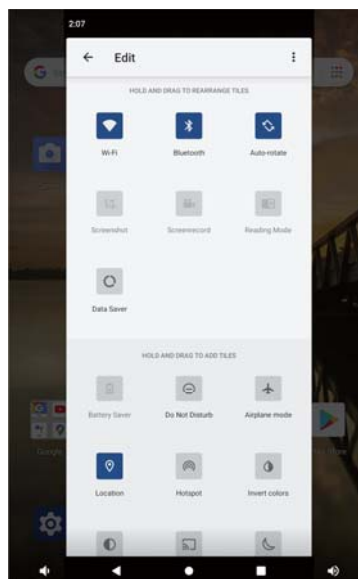 2:07
Edit
HOLD AND DRAG TO REARRANGE TILES
Wi-Fi Bluetooth Auto-rotate
Screenshot Screenrecord Reading Mode
Data Saver
HOLD AND DRAG TO ADD TILES
Battery Saver Do Not Disturb Airplane mode
Location Hotspot Invert colors
Google